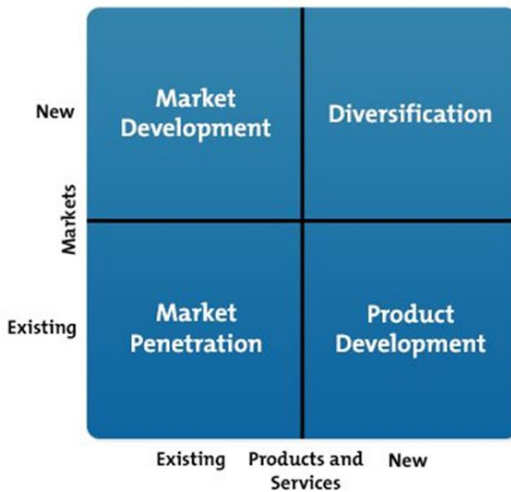 New
Market
Development
Diversification
Markets
Existing
Market
Penetration
Product
Development
Existing
Products and
Services
New